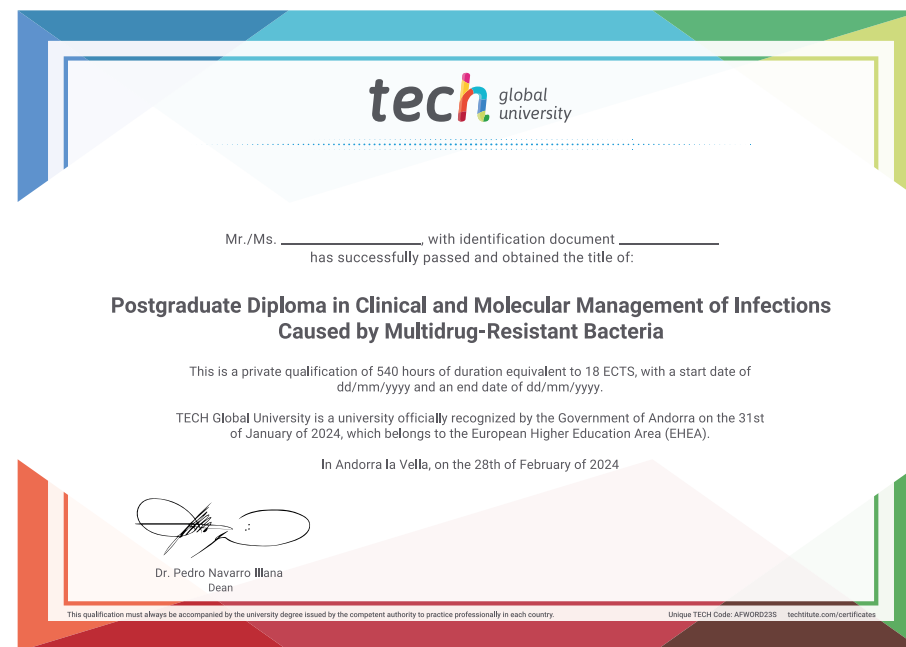 tech global
university
Mr./Ms. ____________, with identification document ____________
has successfully passed and obtained the title of:
Postgraduate Diploma in Clinical and Molecular Management of Infections
Caused by Multidrug-Resistant Bacteria
This is a private qualification of 540 hours of duration equivalent to 18 ECTS, with a start date of
dd/mm/yyyy and an end date of dd/mm/yyyy.
TECH Global University is a university officially recognized by the Government of Andorra on the 31st
of January of 2024, which belongs to the European Higher Education Area (EHEA).
In Andorra la Vella, on the 28th of February of 2024
Dr. Pedro Navarro Illana
Dean
This qualification must always be accompanied by the university degree issued by the competent authority to practice professionally in each country.
Unique TECH Code: AFWORD23S techtitute.com/certificates